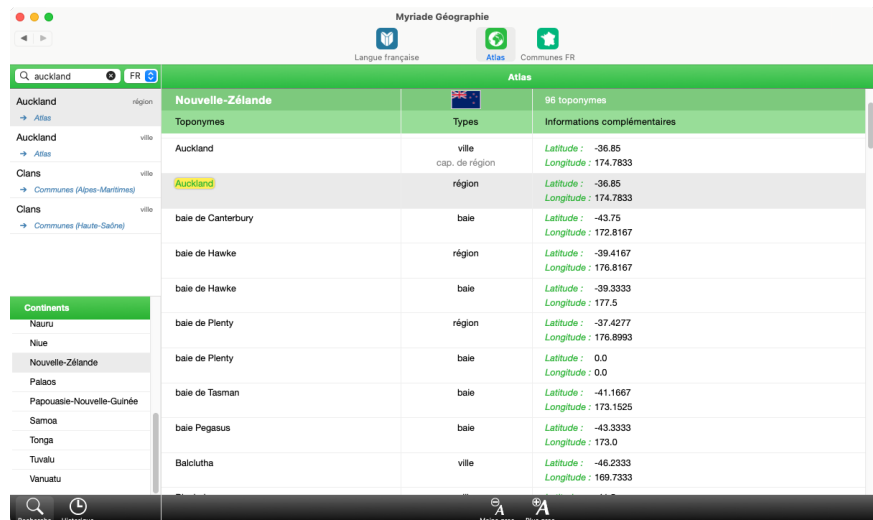 Myriade Géographie
Langue française
Atlas
Communes FR
auckland
FR
Atlas
Auckland région
→ Atlas
Auckland ville
→ Atlas
Clans ville
→ Communes (Alpes-Maritimes)
Clans ville
→ Communes (Haute-Saône)
Continents
Nauru
Niue
Nouvelle-Zélande
Palaos
Papouasie-Nouvelle-Guinée
Samoa
Tonga
Tuvalu
Vanuatu
Nouvelle-Zélande 96 toponymes
Toponymes Types Informations complémentaires
Auckland ville Latitude : -36.85
cap. de région Longitude : 174.7833
Auckland région Latitude : -36.85
Longitude : 174.7833
baie de Canterbury baie Latitude : -43.75
Longitude : 172.8167
baie de Hawke région Latitude : -39.4167
Longitude : 176.8167
baie de Hawke baie Latitude : -39.3333
Longitude : 177.5
baie de Plenty région Latitude : -37.4277
Longitude : 176.8993
baie de Plenty baie Latitude : 0.0
Longitude : 0.0
baie de Tasman baie Latitude : -41.1667
Longitude : 173.1525
baie Pegasus baie Latitude : -43.3333
Longitude : 173.0
Balclutha ville Latitude : -46.2333
Longitude : 169.7333